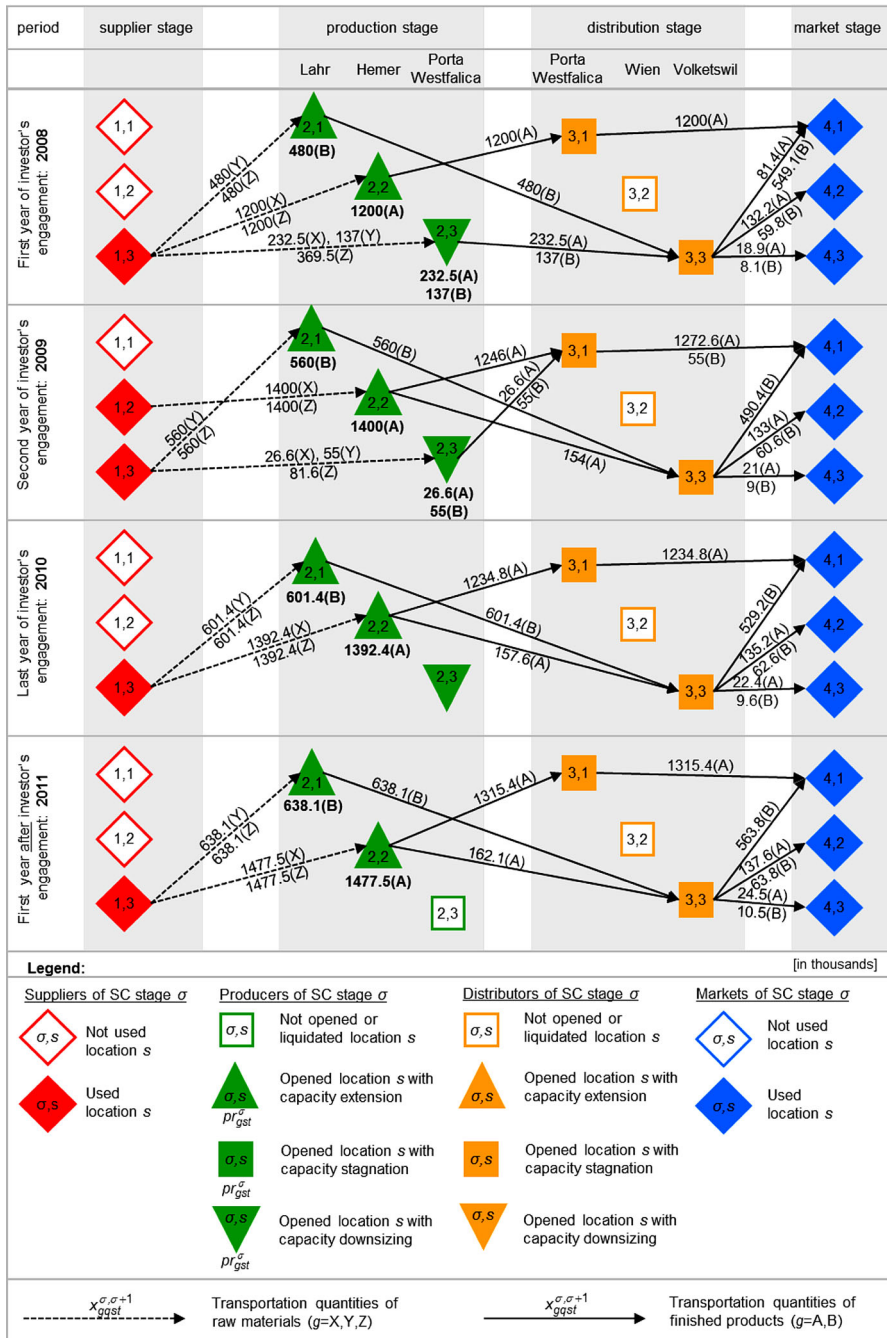 period
supplier stage
production stage
distribution stage
market stage
Lahr
Hemer
Porta
Westfalica
Porta
Westfalica
Wien
Volketswil
First year of investor's
engagement: 2008
1,1
1,2
1,3
480(Y)
480(Z)
1200(X)
1200(Z)
232.5(X), 137(Y)
369.5(Z)
2,1
480(B)
2,2
1200(A)
2,3
232.5(A)
137(B)
1200(A)
480(B)
232.5(A)
137(B)
3,1
3,2
3,3
1200(A)
81.4(A)
549.1(B)
132.2(A)
59.8(B)
18.9(A)
8.1(B)
4,1
4,2
4,3
Second year of investor's
engagement: 2009
1,1
1,2
1,3
560(Y)
560(Z)
1400(X)
1400(Z)
26.6(X), 55(Y)
81.6(Z)
2,1
560(B)
2,2
1400(A)
2,3
26.6(A)
55(B)
560(B)
1246(A)
26.6(A)
55(B)
154(A)
3,1
3,2
3,3
1272.6(A)
55(B)
490.4(B)
133(A)
60.6(B)
21(A)
9(B)
4,1
4,2
4,3
Last year of investor's
engagement: 2010
1,1
1,2
1,3
601.4(Y)
601.4(Z)
1392.4(X)
1392.4(Z)
2,1
601.4(B)
2,2
1392.4(A)
2,3
1234.8(A)
601.4(B)
157.6(A)
3,1
3,2
3,3
1234.8(A)
529.2(B)
135.2(A)
62.6(B)
22.4(A)
9.6(B)
4,1
4,2
4,3
First year after investor's
engagement: 2011
1,1
1,2
1,3
638.1(Y)
638.1(Z)
1477.5(X)
1477.5(Z)
2,1
638.1(B)
2,2
1477.5(A)
2,3
638.1(B)
1315.4(A)
162.1(A)
3,1
3,2
3,3
1315.4(A)
563.8(B)
137.6(A)
63.8(B)
24.5(A)
10.5(B)
4,1
4,2
4,3
Legend:
[in thousands]
Suppliers of SC stage σ
σ,s
Not used
location s
σ,s
Used
location s
Producers of SC stage σ
σ,s
Not opened or
liquidated location s
σ,s
pr^σ_gst
Opened location s with
capacity extension
σ,s
pr^σ_gst
Opened location s with
capacity stagnation
σ,s
pr^σ_gst
Opened location s with
capacity downsizing
Distributors of SC stage σ
σ,s
Not opened or
liquidated location s
σ,s
Opened location s with
capacity extension
σ,s
Opened location s with
capacity stagnation
σ,s
Opened location s with
capacity downsizing
Markets of SC stage σ
σ,s
Not used
location s
σ,s
Used
location s
x^σ,σ+1_gqst
Transportation quantities of
raw materials (g=X,Y,Z)
x^σ,σ+1_gqst
Transportation quantities of
finished products (g=A,B)